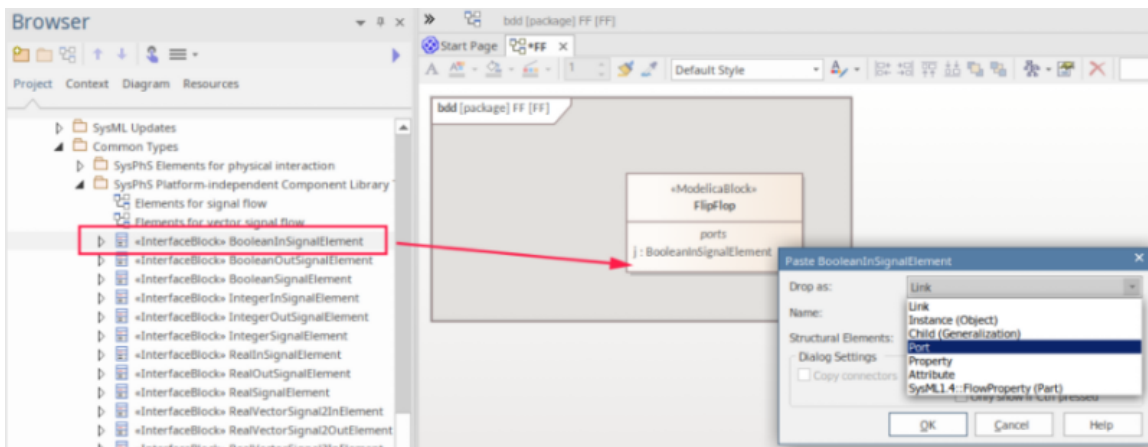 Browser
bdd [package] FF [FF]
Start Page *FF ×
Default Style
Project Context Diagram Resources
SysML Updates
Common Types
SysPhS Elements for physical interaction
SysPhS Platform-independent Component Library
Elements for signal flow
Elements for vector signal flow
«InterfaceBlock» BooleanInSignalElement
«InterfaceBlock» BooleanOutSignalElement
«InterfaceBlock» BooleanSignalElement
«InterfaceBlock» IntegerInSignalElement
«InterfaceBlock» IntegerOutSignalElement
«InterfaceBlock» IntegerSignalElement
«InterfaceBlock» RealInSignalElement
«InterfaceBlock» RealOutSignalElement
«InterfaceBlock» RealSignalElement
«InterfaceBlock» RealVectorSignal2InElement
«InterfaceBlock» RealVectorSignal2OutElement
bdd [package] FF [FF]
«ModelicaBlock»
FlipFlop
ports
j : BooleanInSignalElement
Paste BooleanInSignalElement
Drop as: Link
Name:
Structural Elements:
Dialog Settings
Copy connectors
Link
Instance (Object)
Child (Generalization)
Port
Property
Attribute
SysML1.4::FlowProperty (Part)
Only show if Ctrl pressed
OK Cancel Help